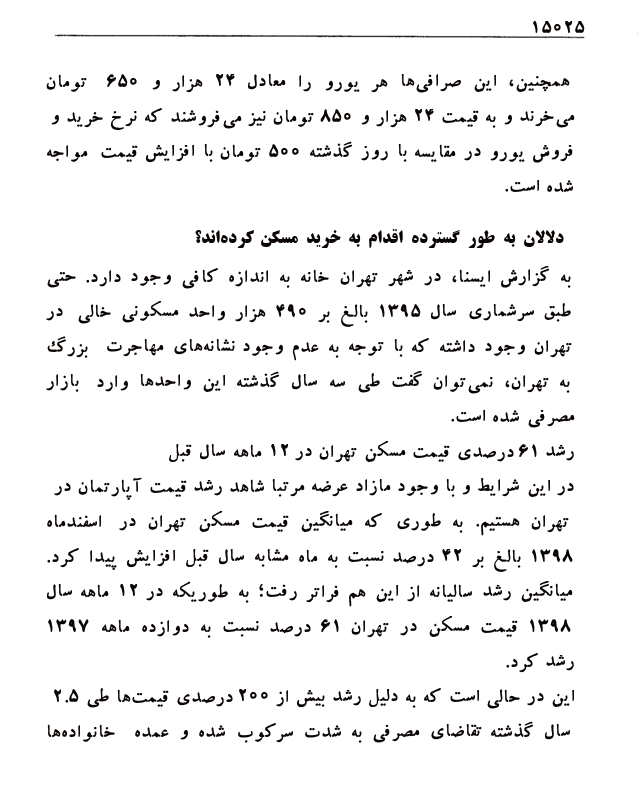 ۱۵۰۲۵
همچنین، این صرافی‌ها هر یورو را معادل ۲۴ هزار و ۶۵۰ تومان
می‌خرند و به قیمت ۲۴ هزار و ۸۵۰ تومان نیز می‌فروشند که نرخ خرید و
فروش یورو در مقایسه با روز گذشته ۵۰۰ تومان با افزایش قیمت مواجه
شده است.
دلالان به طور گسترده اقدام به خرید مسکن کرده‌اند؟
به گزارش ایسنا، در شهر تهران خانه به اندازه کافی وجود دارد. حتی
طبق سرشماری سال ۱۳۹۵ بالغ بر ۴۹۰ هزار واحد مسکونی خالی در
تهران وجود داشته که با توجه به عدم وجود نشانه‌های مهاجرت بزرگ
به تهران، نمی‌توان گفت طی سه سال گذشته این واحدها وارد بازار
مصرفی شده است.
رشد ۶۱ درصدی قیمت مسکن تهران در ۱۲ ماهه سال قبل
در این شرایط و با وجود مازاد عرضه مرتبا شاهد رشد قیمت آپارتمان در
تهران هستیم. به طوری که میانگین قیمت مسکن تهران در اسفندماه
۱۳۹۸ بالغ بر ۴۲ درصد نسبت به ماه مشابه سال قبل افزایش پیدا کرد.
میانگین رشد سالیانه از این هم فراتر رفت؛ به طوریکه در ۱۲ ماهه سال
۱۳۹۸ قیمت مسکن در تهران ۶۱ درصد نسبت به دوازده ماهه ۱۳۹۷
رشد کرد.
این در حالی است که به دلیل رشد بیش از ۲۰۰ درصدی قیمت‌ها طی ۲.۵
سال گذشته تقاضای مصرفی به شدت سرکوب شده و عمده خانواده‌ها